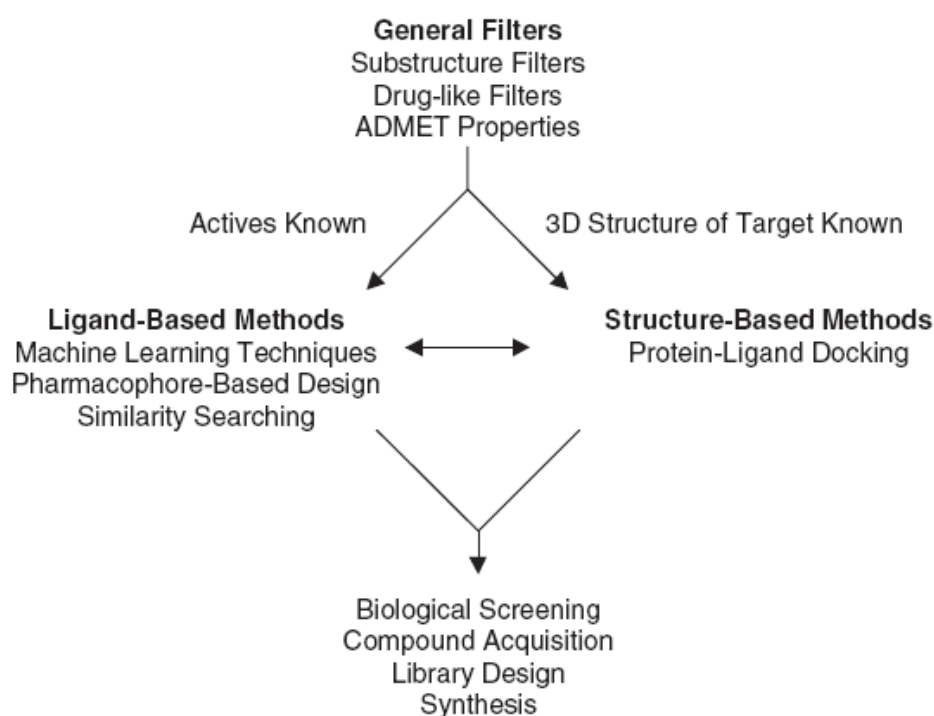 General Filters
Substructure Filters
Drug-like Filters
ADMET Properties
Actives Known
3D Structure of Target Known
Ligand-Based Methods
Machine Learning Techniques
Pharmacophore-Based Design
Similarity Searching
Structure-Based Methods
Protein-Ligand Docking
Biological Screening
Compound Acquisition
Library Design
Synthesis